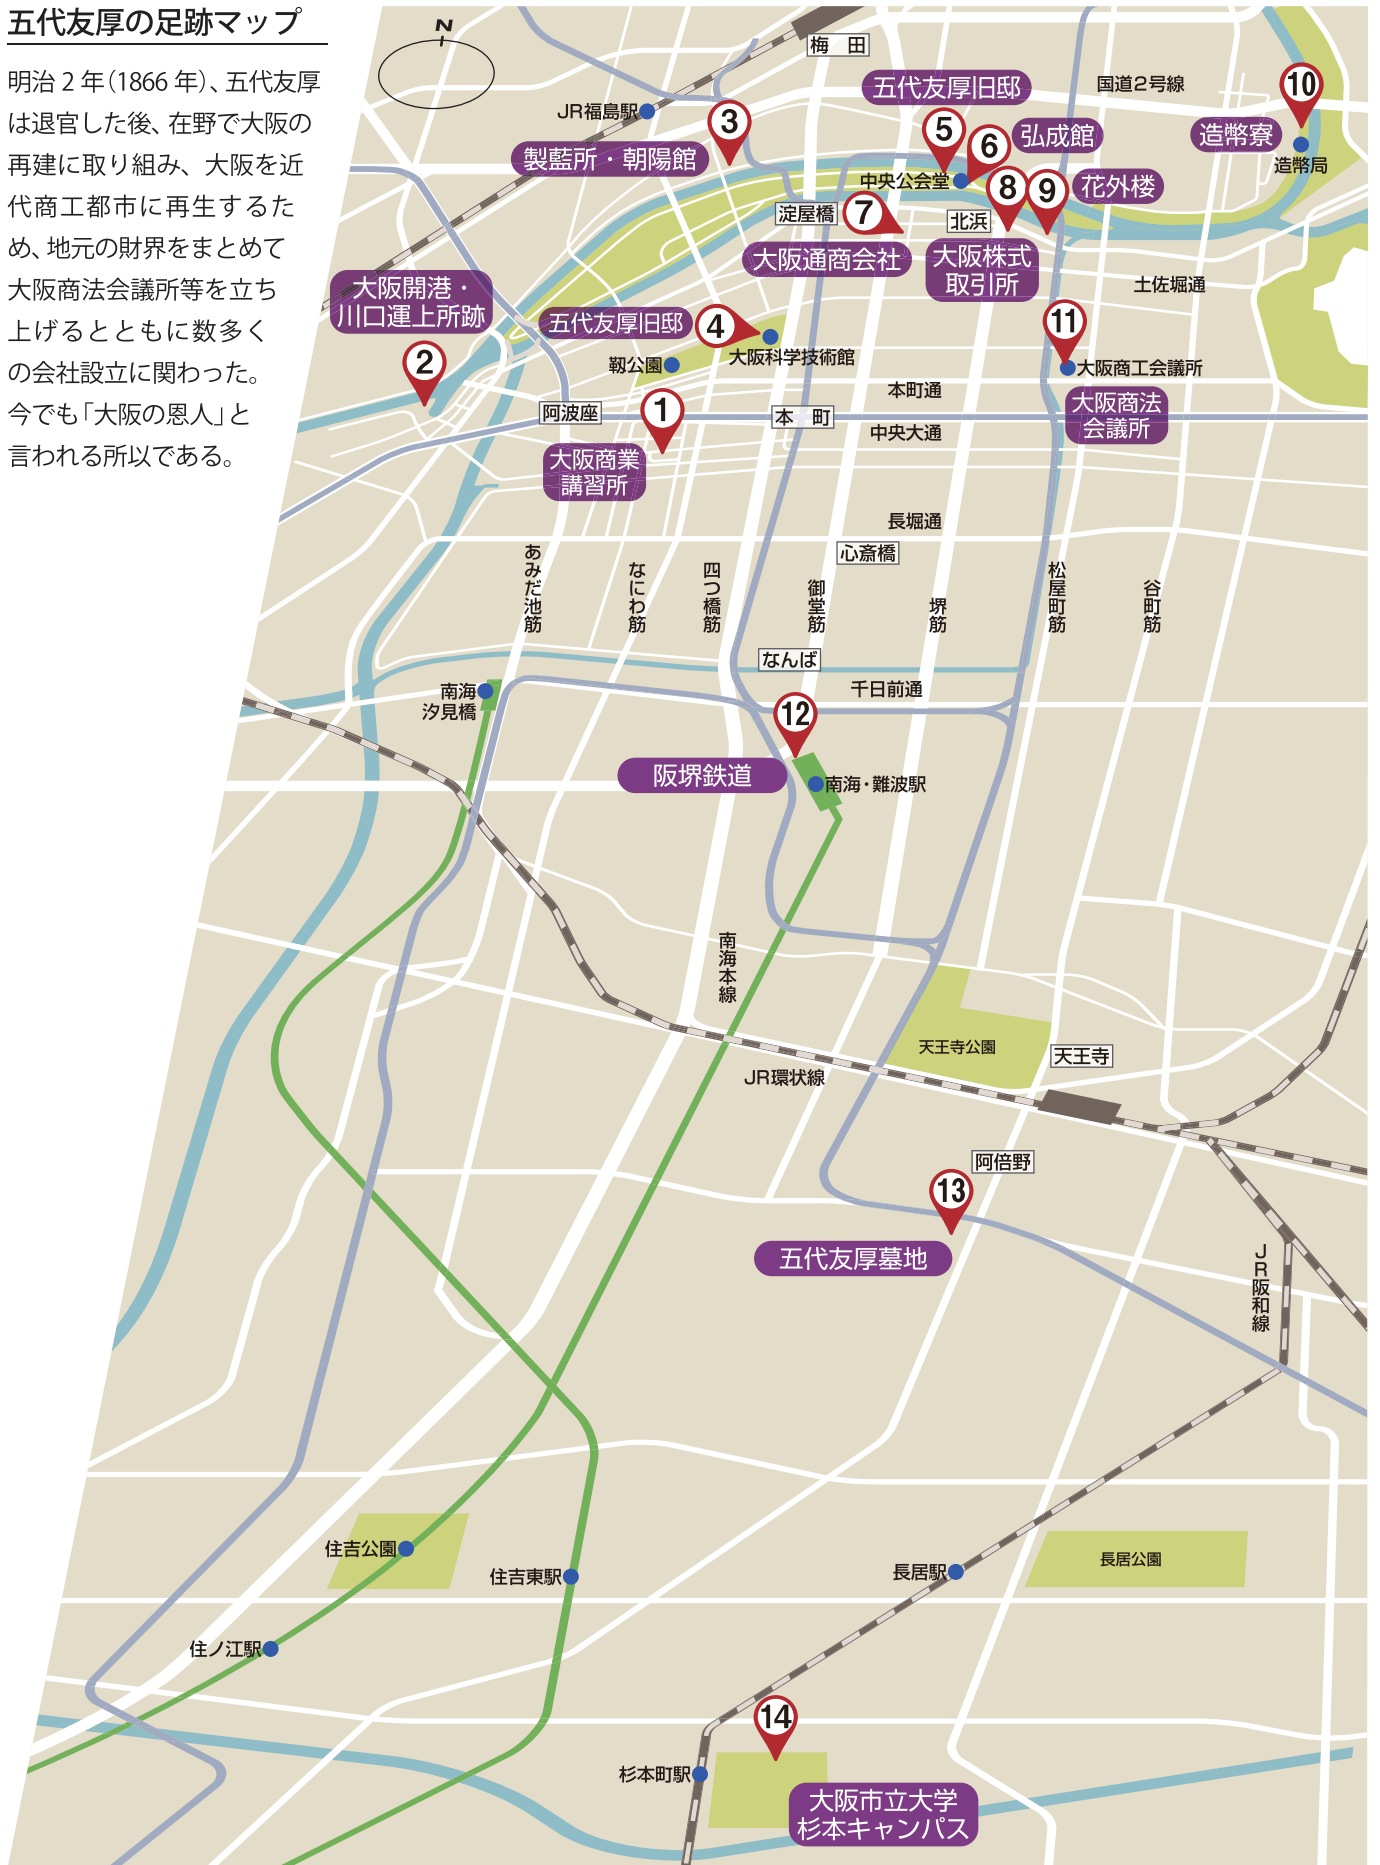 五代友厚の足跡マップ
明治2年（1866年）、五代友厚
は退官した後、在野で大阪の
再建に取り組み、大阪を近
代商工都市に再生するた
め、地元の財界をまとめて
大阪商法会議所等を立ち
上げるとともに数多く
の会社設立に関わった。
今でも「大阪の恩人」と
言われる所以である。
N
梅田
国道2号線
五代友厚旧邸
JR福島駅
3
5
6
弘成館
10
造幣寮
造幣局
製藍所・朝陽館
中央公会堂
8
9
花外楼
淀屋橋
7
北浜
大阪通商会社
大阪株式
取引所
土佐堀通
大阪開港・
川口運上所跡
2
五代友厚旧邸
4
大阪科学技術館
靱公園
11
大阪商工会議所
本町通
大阪商法
会議所
阿波座
1
本町
中央大通
大阪商業
講習所
長堀通
心斎橋
あみだ池筋
なにわ筋
四つ橋筋
御堂筋
堺筋
松屋町筋
谷町筋
なんば
南海
汐見橋
千日前通
12
阪堺鉄道
南海・難波駅
南海本線
天王寺公園
天王寺
JR環状線
阿倍野
13
五代友厚墓地
JR阪和線
住吉公園
住吉東駅
長居駅
長居公園
住ノ江駅
14
杉本町駅
大阪市立大学
杉本キャンパス